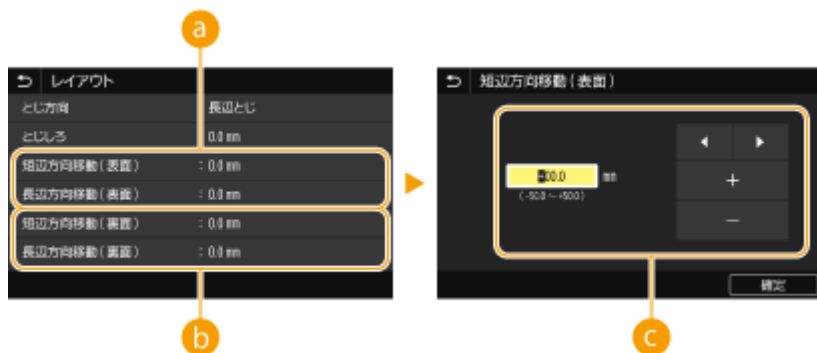 a
レイアウト
とじ方向 長辺とじ
とじしろ 0.0 mm
短辺方向移動(表面) : 0.0 mm
長辺方向移動(表面) : 0.0 mm
短辺方向移動(裏面) : 0.0 mm
長辺方向移動(裏面) : 0.0 mm
b
短辺方向移動(表面)
00.0 mm
(-50.0～+50.0)
+
-
確定
c